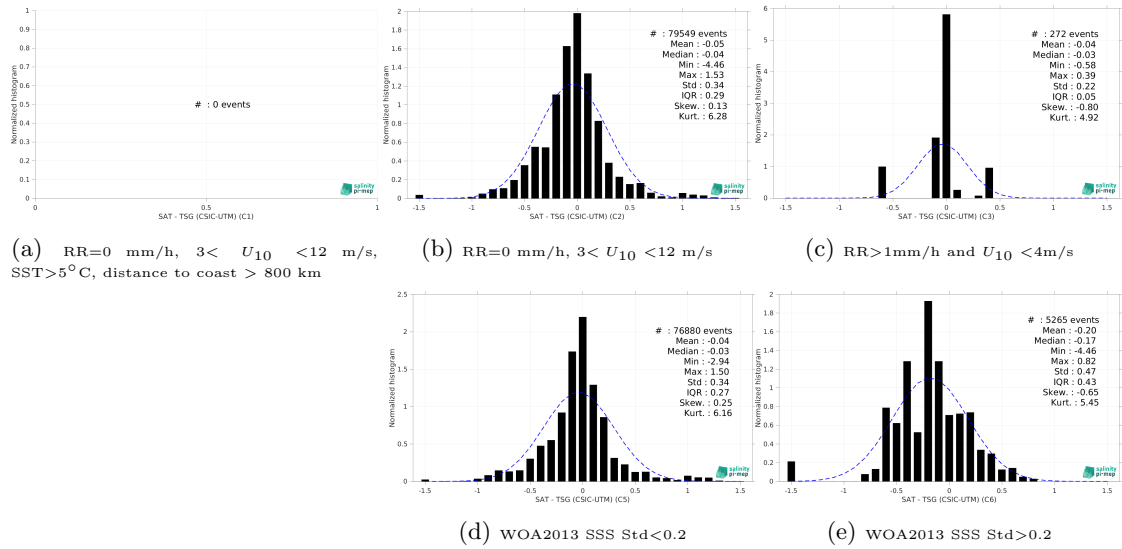 1
0.9
0.8
0.7
0.6
0.5
0.4
0.3
0.2
0.1
0
Normalized histogram
# : 0 events
salinity
pi-mep
0
0.5
1
SAT - TSG (CSIC-UTM) (C1)
(a) RR=0 mm/h, 3< U10 <12 m/s,
SST>5°C, distance to coast > 800 km
2
1.8
1.6
1.4
1.2
1
0.8
0.6
0.4
0.2
0
Normalized histogram
# : 79549 events
Mean : -0.05
Median : -0.04
Min : -4.46
Max : 1.53
Std : 0.34
IQR : 0.29
Skew. : 0.13
Kurt. : 6.28
salinity
pi-mep
-1.5
-1
-0.5
0
0.5
1
1.5
SAT - TSG (CSIC-UTM) (C2)
(b) RR=0 mm/h, 3< U10 <12 m/s
6
5
4
3
2
1
0
Normalized histogram
# : 272 events
Mean : -0.04
Median : -0.03
Min : -0.58
Max : 0.39
Std : 0.22
IQR : 0.05
Skew. : -0.80
Kurt. : 4.92
salinity
pi-mep
-1.5
-1
-0.5
0
0.5
1
1.5
SAT - TSG (CSIC-UTM) (C3)
(c) RR>1mm/h and U10 <4m/s
2.5
2
1.5
1
0.5
0
Normalized histogram
# : 76880 events
Mean : -0.04
Median : -0.03
Min : -2.94
Max : 1.50
Std : 0.34
IQR : 0.27
Skew. : 0.25
Kurt. : 6.16
salinity
pi-mep
-1.5
-1
-0.5
0
0.5
1
1.5
SAT - TSG (CSIC-UTM) (C5)
(d) WOA2013 SSS Std<0.2
2
1.8
1.6
1.4
1.2
1
0.8
0.6
0.4
0.2
0
Normalized histogram
# : 5265 events
Mean : -0.20
Median : -0.17
Min : -4.46
Max : 0.82
Std : 0.47
IQR : 0.43
Skew. : -0.65
Kurt. : 5.45
salinity
pi-mep
-1.5
-1
-0.5
0
0.5
1
1.5
SAT - TSG (CSIC-UTM) (C6)
(e) WOA2013 SSS Std>0.2